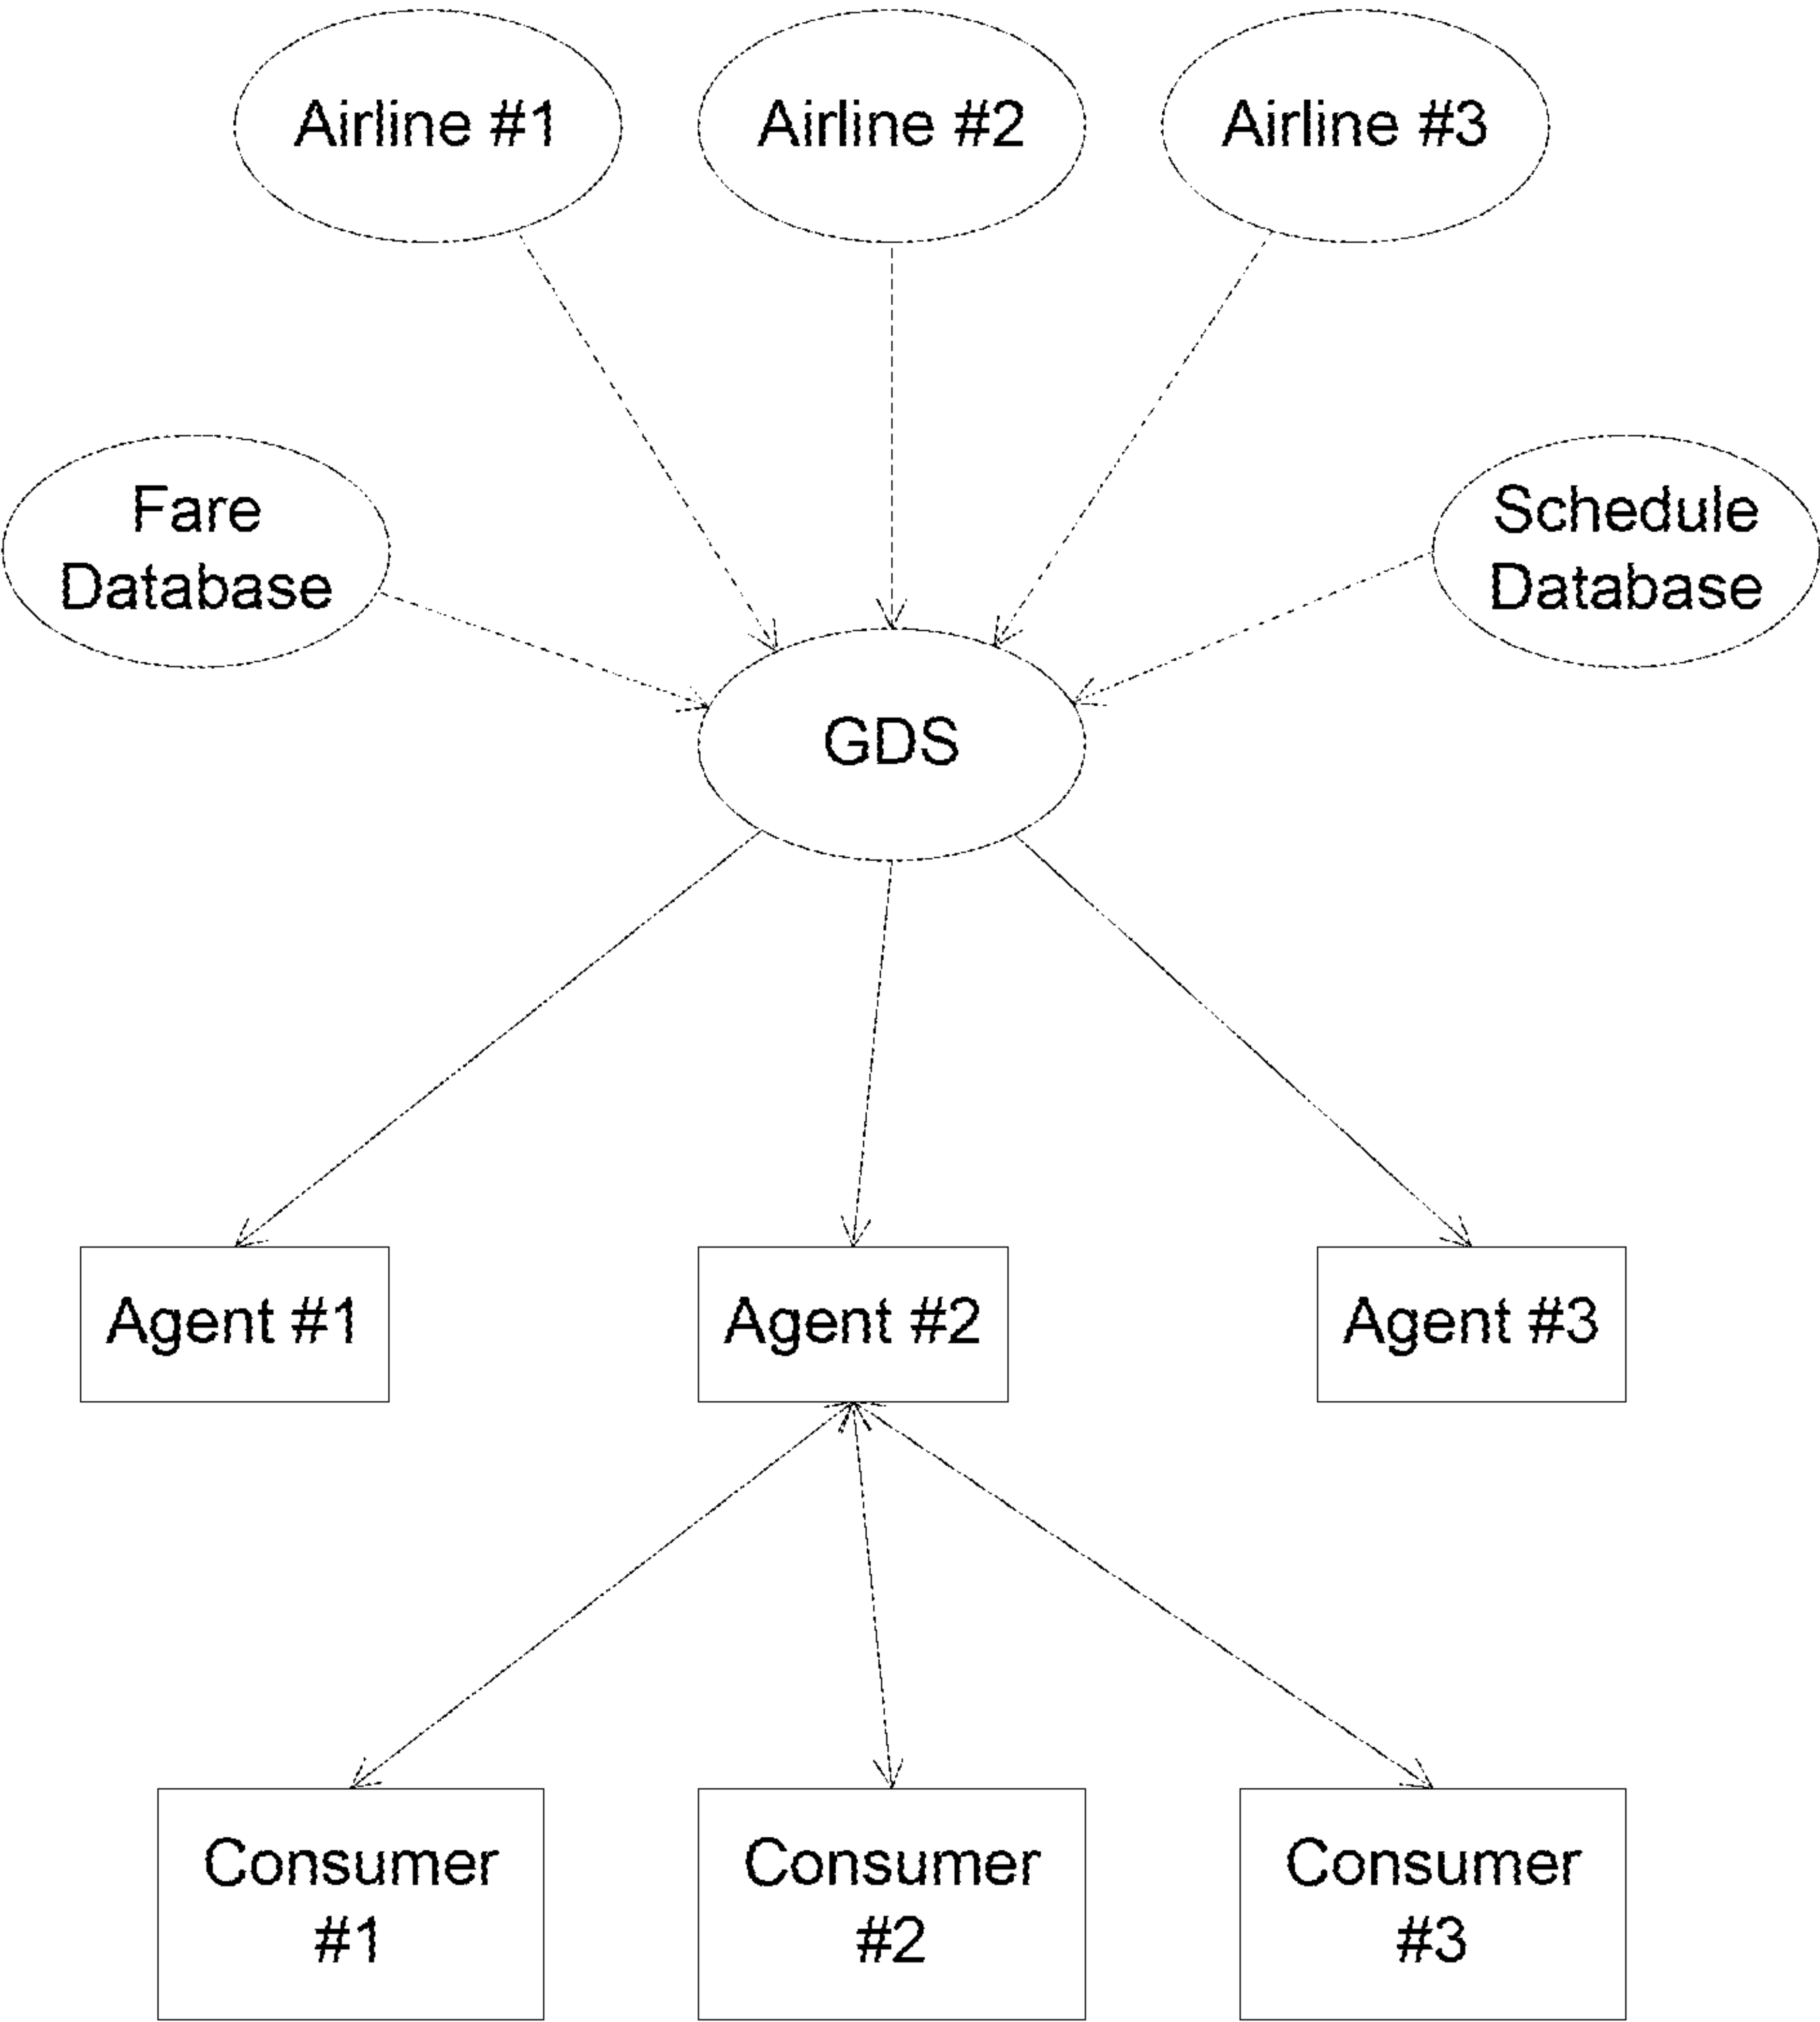 Airline #1
Airline #2
Airline #3
Fare
Database
Schedule
Database
GDS
Agent #1
Agent #2
Agent #3
Consumer
#1
Consumer
#2
Consumer
#3